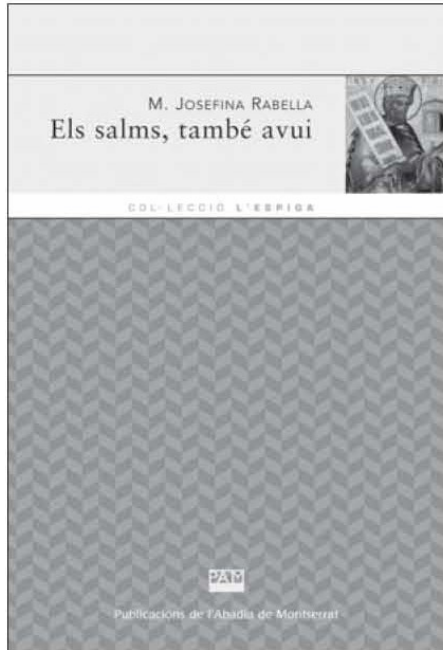 M. JOSEFINA RABELLA
Els salms, també avui
COL·LECCIÓ L'ESPIGA
PAM
Publicacions de l'Abadia de Montserrat